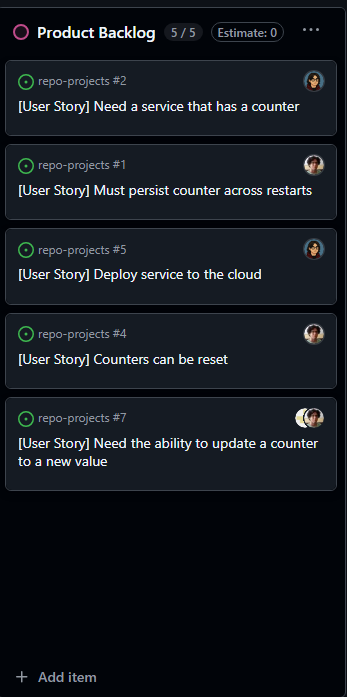 Product Backlog 5 / 5 Estimate: 0 ...
repo-projects #2
[User Story] Need a service that has a counter
repo-projects #1
[User Story] Must persist counter across restarts
repo-projects #5
[User Story] Deploy service to the cloud
repo-projects #4
[User Story] Counters can be reset
repo-projects #7
[User Story] Need the ability to update a counter
to a new value
+ Add item